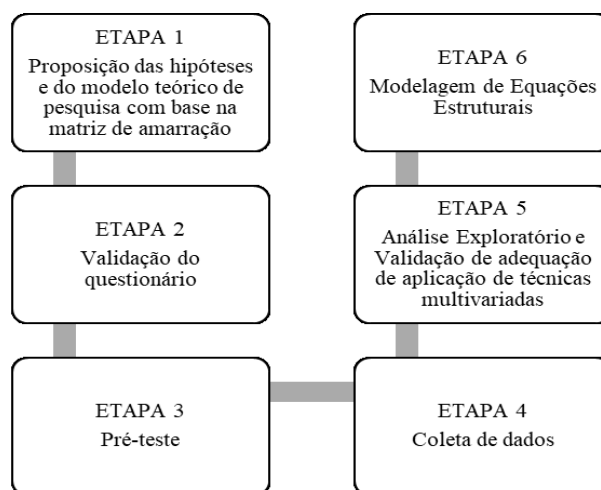 ETAPA 1
Proposição das hipóteses
e do modelo teórico de
pesquisa com base na
matriz de amarração
ETAPA 2
Validação do
questionário
ETAPA 3
Pré-teste
ETAPA 4
Coleta de dados
ETAPA 5
Análise Exploratório e
Validação de adequação
de aplicação de técnicas
multivariadas
ETAPA 6
Modelagem de Equações
Estruturais